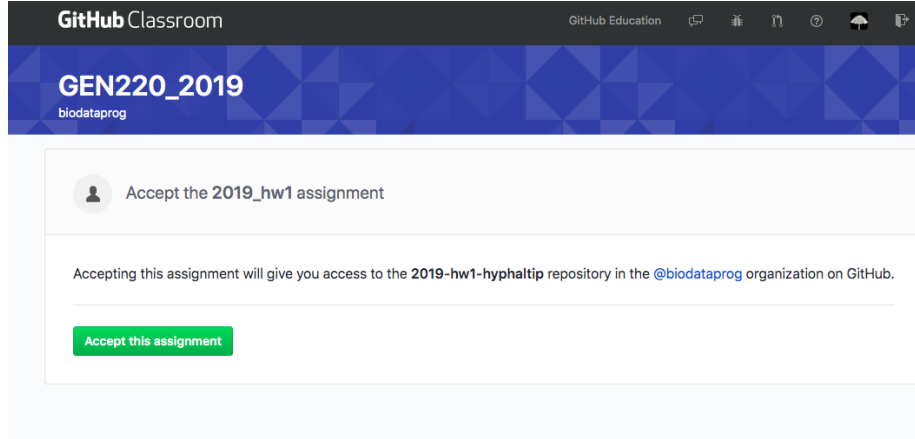 GitHub Classroom
GitHub Education
GEN220_2019
biodataprog
Accept the 2019_hw1 assignment
Accepting this assignment will give you access to the 2019-hw1-hyphaltip repository in the @biodataprog organization on GitHub.
Accept this assignment